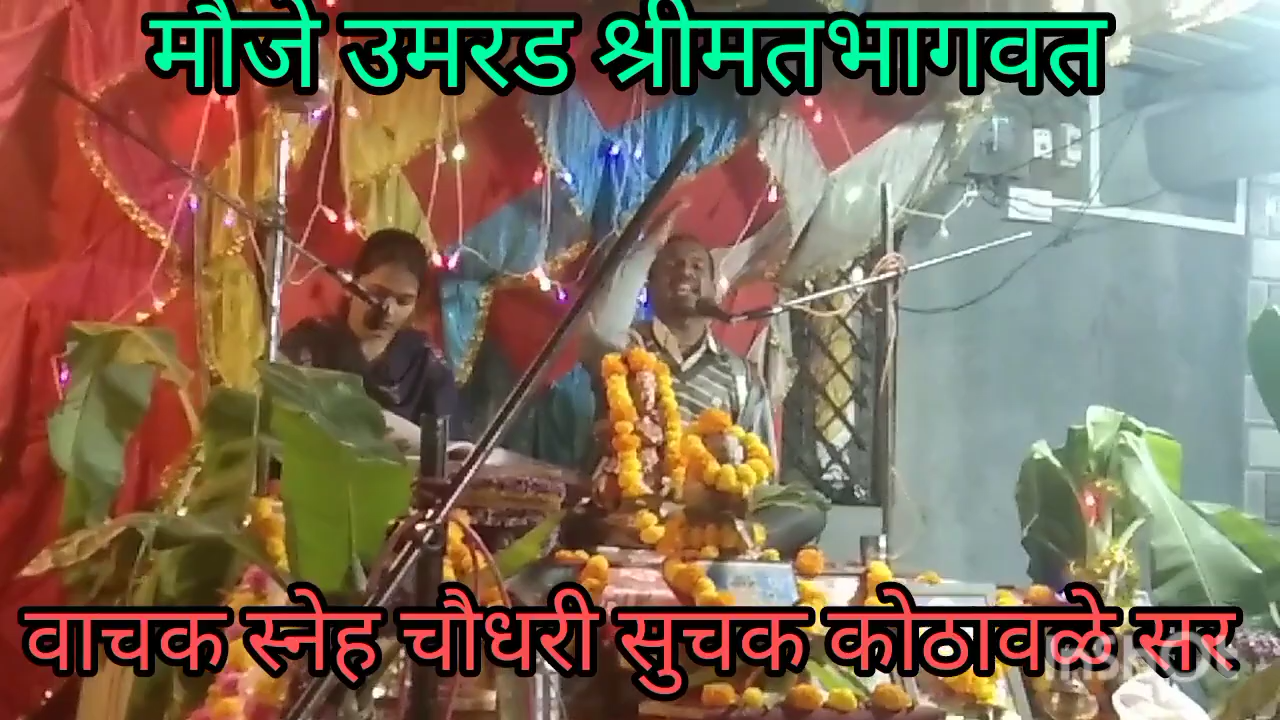 मौजे उमरड श्रीमतभागवत
वाचक स्नेह चौधरी सुचक कोठावळे सर